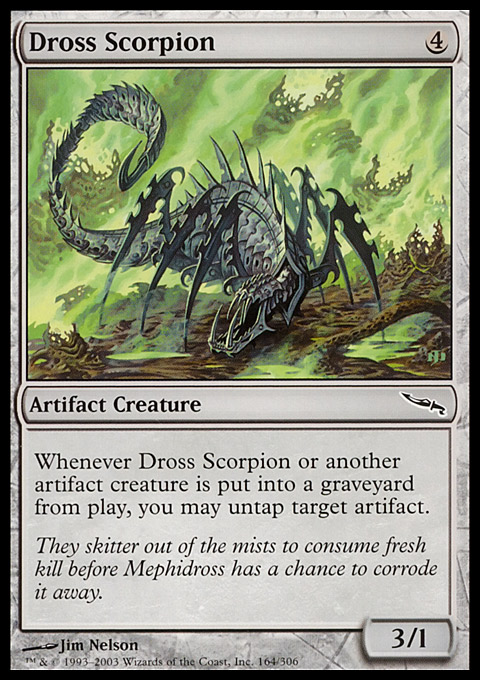 Dross Scorpion 4
Artifact Creature
Whenever Dross Scorpion or another
artifact creature is put into a graveyard
from play, you may untap target artifact.
They skitter out of the mists to consume fresh
kill before Mephidross has a chance to corrode
it away.
Jim Nelson
3/1
™ & © 1993–2003 Wizards of the Coast, Inc. 164/306